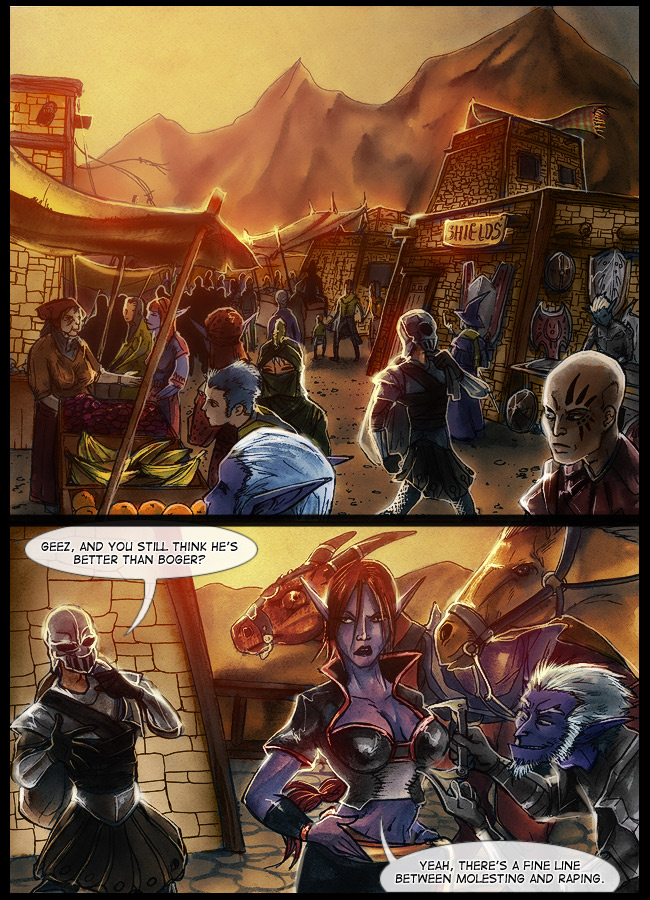 SHIELDS
GEEZ, AND YOU STILL THINK HE'S
BETTER THAN BOGER?
YEAH, THERE'S A FINE LINE
BETWEEN MOLESTING AND RAPING.